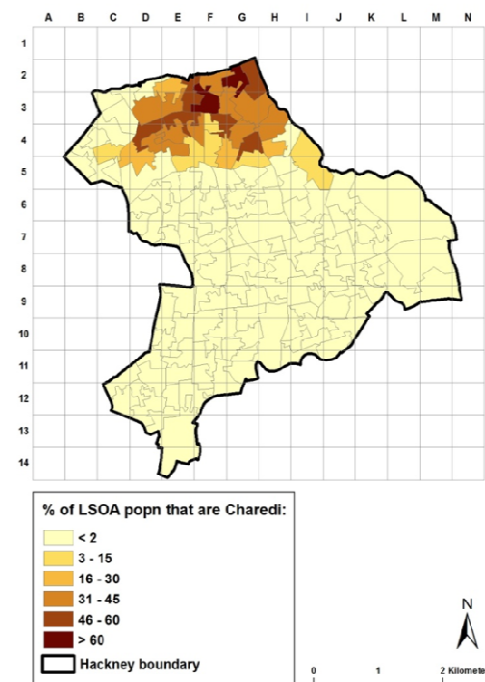 A B C D E F G H I J K L M N
1
2
3
4
5
6
7
8
9
10
11
12
13
14
% of LSOA popn that are Charedi:
< 2
3 - 15
16 - 30
31 - 45
46 - 60
> 60
Hackney boundary
N
0 1 2 Kilomete